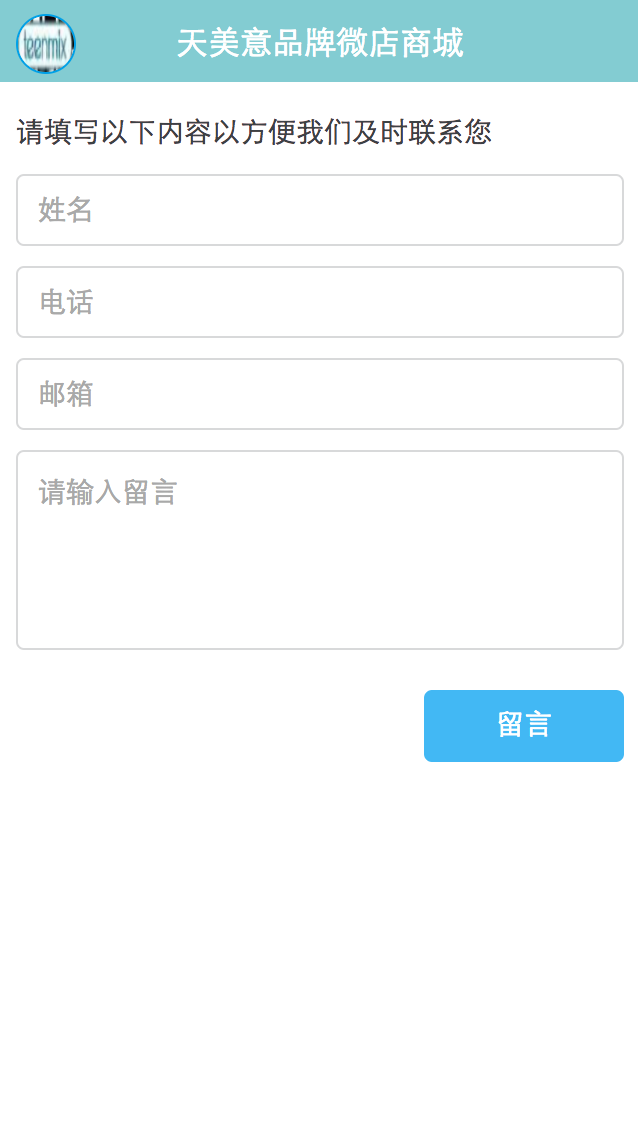 teenmix
天美意品牌微店商城
请填写以下内容以方便我们及时联系您
姓名
电话
邮箱
请输入留言
留言